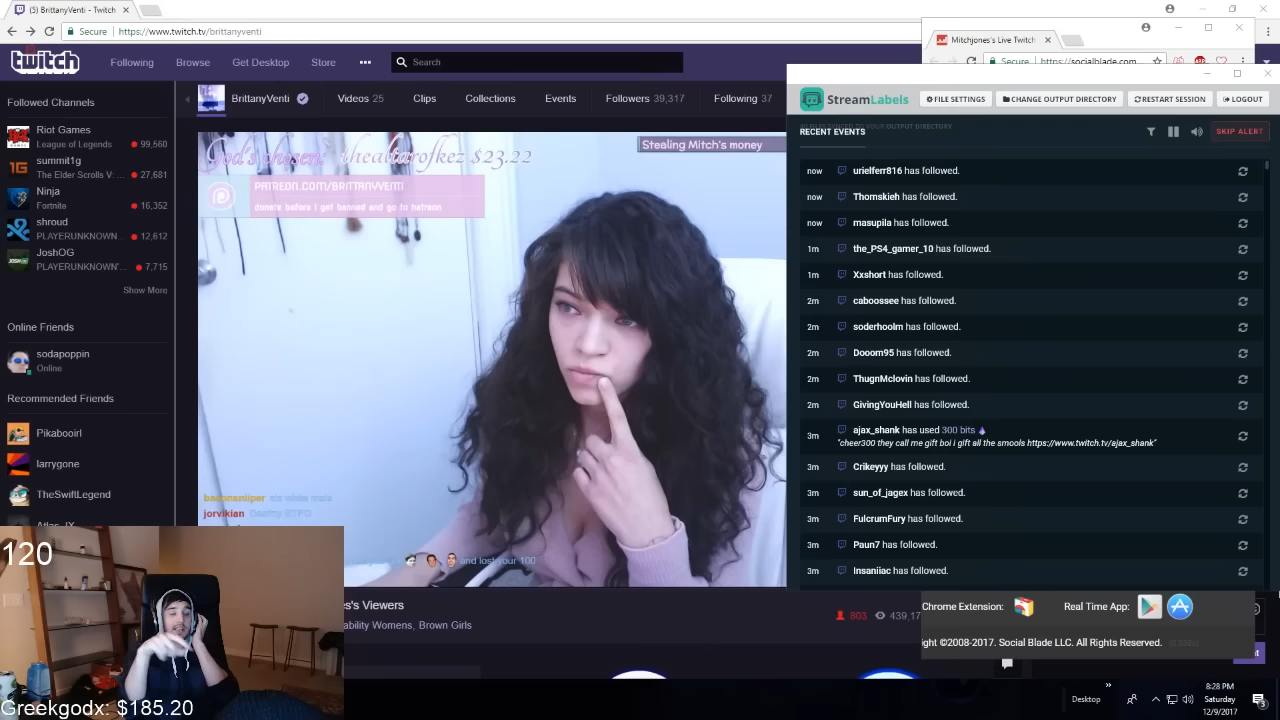 (5) BrittanyVenti - Twitch
Secure
https://www.twitch.tv/brittanyventi
Mitchjones's Live Twitch
Secure
https://socialblade.com
twitch
Following
Browse
Get Desktop
Store
Search
Followed Channels
Riot Games
League of Legends
99,560
summit1g
The Elder Scrolls V: ...
27,681
Ninja
Fortnite
16,352
shroud
PLAYERUNKNOWN'...
12,612
JoshOG
PLAYERUNKNOWN'...
7,715
Show More
Online Friends
sodapoppin
Online
Recommended Friends
Pikabooirl
larrygone
TheSwiftLegend
Atlas_IX
BrittanyVenti
Videos 25
Clips
Collections
Events
Followers 39,317
Following 37
God's chosen: thealtarofkez $23.22
PATREON.COM/BRITTANYVENTI
donate before I get banned and go to hatreon
Stealing Mitch's money
jorvikian Destiny BTFO
and lost your 100
120
Greekgodx: $185.20
s's Viewers
ability Womens, Brown Girls
803
439,17
StreamLabels
FILE SETTINGS
CHANGE OUTPUT DIRECTORY
RESTART SESSION
LOGOUT
RECENT EVENTS
SKIP ALERT
now urielferr816 has followed.
now Thomskieh has followed.
now masupila has followed.
1m the_PS4_gamer_10 has followed.
1m Xxshort has followed.
2m caboossee has followed.
2m soderhoolm has followed.
2m Dooom95 has followed.
2m ThugnMclovin has followed.
2m GivingYouHell has followed.
3m ajax_shank has used 300 bits
"cheer300 they call me gift boi i gift all the smools https://www.twitch.tv/ajax_shank"
3m Crikeyyy has followed.
3m sun_of_jagex has followed.
3m FulcrumFury has followed.
3m Paun7 has followed.
3m Insaniiac has followed.
Chrome Extension:
Real Time App:
ight ©2008-2017. Social Blade LLC. All Rights Reserved.
Desktop
8:28 PM
Saturday
12/9/2017